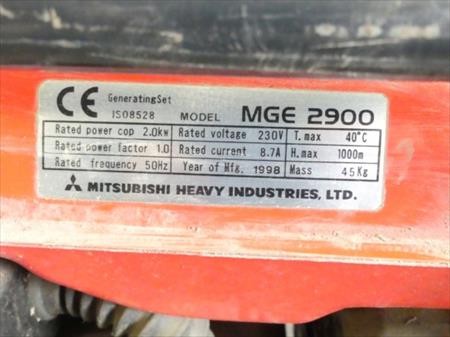 CE GeneratingSet
ISO8528 MODEL MGE 2900
Rated power cop 2.0kw Rated voltage 230V T. max 40°C
Rated power factor 1.0 Rated current 8.7A H. max 1000m
Rated frequency 50Hz Year of Mfg. 1998 Mass 45Kg
MITSUBISHI HEAVY INDUSTRIES, LTD.